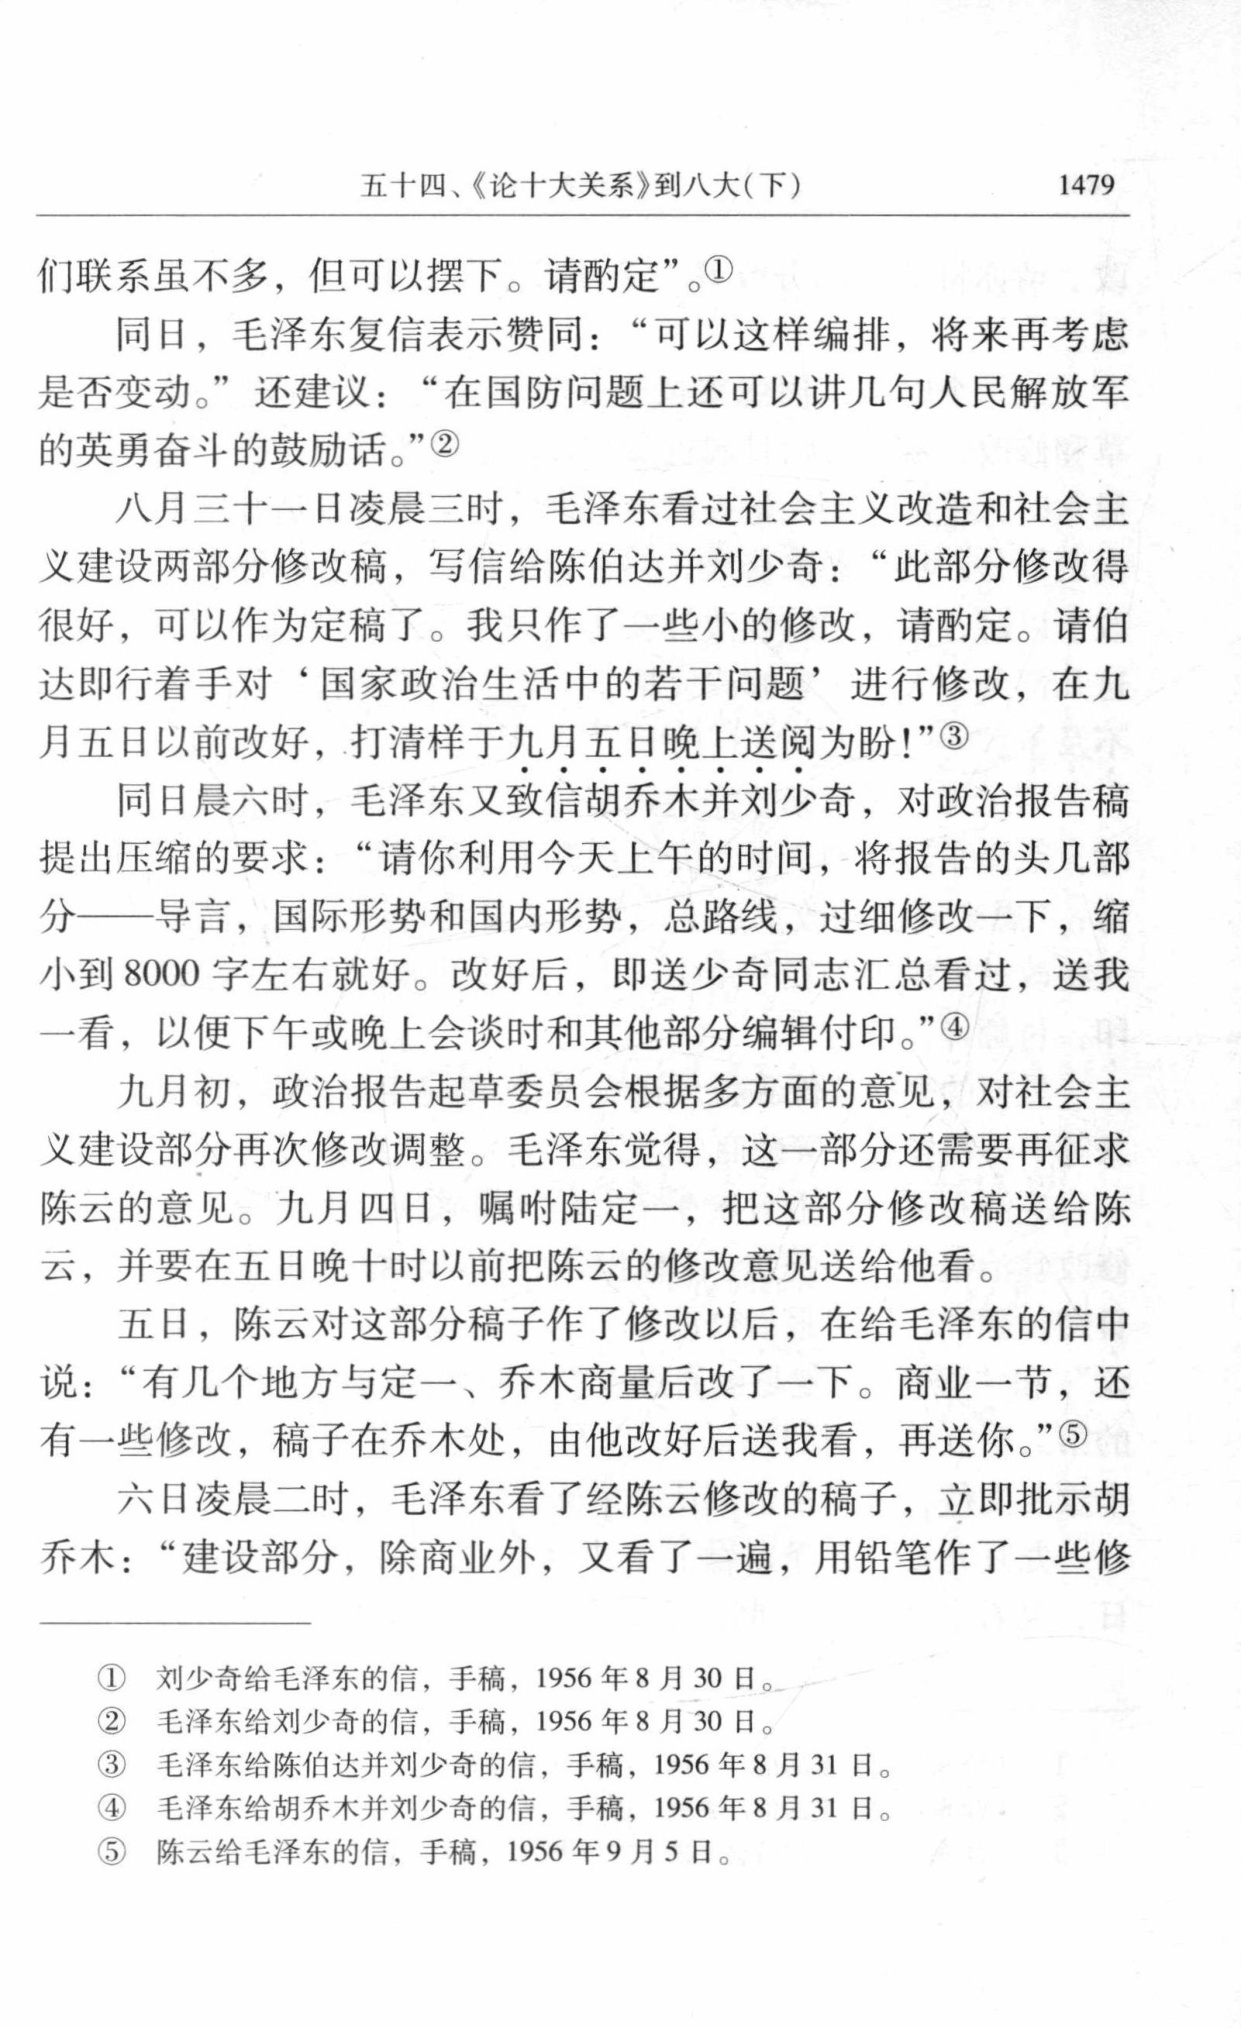 五十四、《论十大关系》到八大(下) 1479
们联系虽不多，但可以摆下。请酌定”。①
同日，毛泽东复信表示赞同：“可以这样编排，将来再考虑
是否变动。”还建议：“在国防问题上还可以讲几句人民解放军
的英勇奋斗的鼓励话。”②
八月三十一日凌晨三时，毛泽东看过社会主义改造和社会主
义建设两部分修改稿，写信给陈伯达并刘少奇：“此部分修改得
很好，可以作为定稿了。我只作了一些小的修改，请酌定。请伯
达即行着手对‘国家政治生活中的若干问题’进行修改，在九
月五日以前改好，打清样于九月五日晚上送阅为盼！”③
同日晨六时，毛泽东又致信胡乔木并刘少奇，对政治报告稿
提出压缩的要求：“请你利用今天上午的时间，将报告的头几部
分——导言，国际形势和国内形势，总路线，过细修改一下，缩
小到8000字左右就好。改好后，即送少奇同志汇总看过，送我
一看，以便下午或晚上会谈时和其他部分编辑付印。”④
九月初，政治报告起草委员会根据多方面的意见，对社会主
义建设部分再次修改调整。毛泽东觉得，这一部分还需要再征求
陈云的意见。九月四日，嘱咐陆定一，把这部分修改稿送给陈
云，并要在五日晚十时以前把陈云的修改意见送给他看。
五日，陈云对这部分稿子作了修改以后，在给毛泽东的信中
说：“有几个地方与定一、乔木商量后改了一下。商业一节，还
有一些修改，稿子在乔木处，由他改好后送我看，再送你。”⑤
六日凌晨二时，毛泽东看了经陈云修改的稿子，立即批示胡
乔木：“建设部分，除商业外，又看了一遍，用铅笔作了一些修
① 刘少奇给毛泽东的信，手稿，1956年8月30日。
② 毛泽东给刘少奇的信，手稿，1956年8月30日。
③ 毛泽东给陈伯达并刘少奇的信，手稿，1956年8月31日。
④ 毛泽东给胡乔木并刘少奇的信，手稿，1956年8月31日。
⑤ 陈云给毛泽东的信，手稿，1956年9月5日。